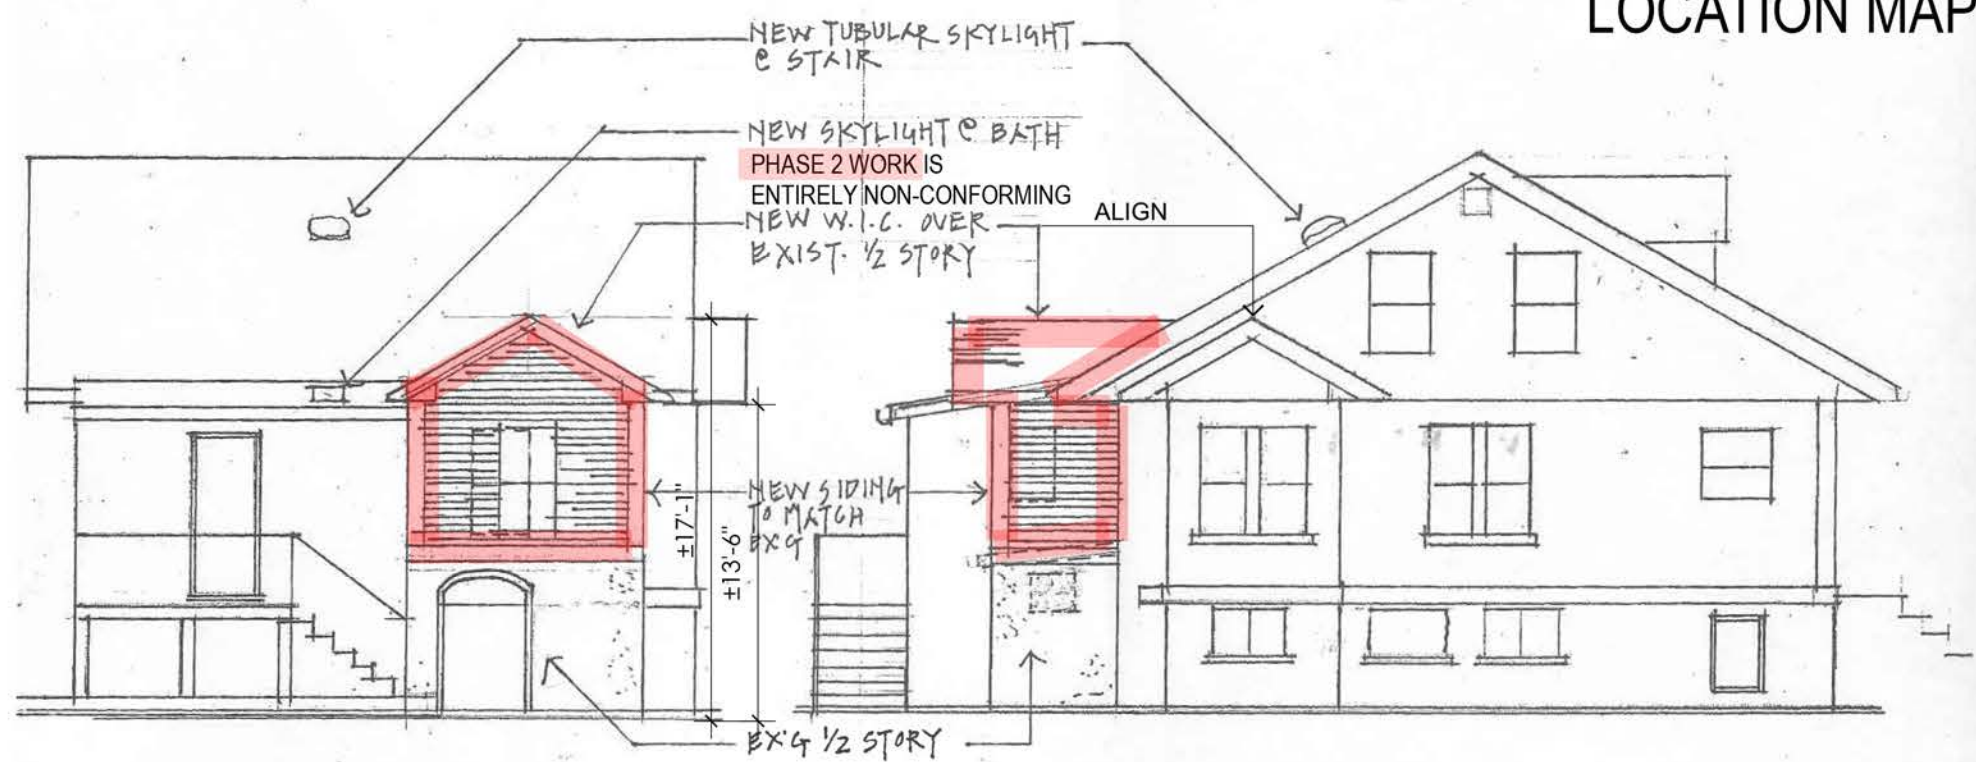 LOCATION MAP
NEW TUBULAR SKYLIGHT
@ STAIR
NEW SKYLIGHT @ BATH
PHASE 2 WORK IS
ENTIRELY NON-CONFORMING
NEW W.I.C. OVER
EXIST. 1/2 STORY
ALIGN
NEW SIDING
TO MATCH
EX'G
±17'-1"
±13'-6"
EX'G 1/2 STORY